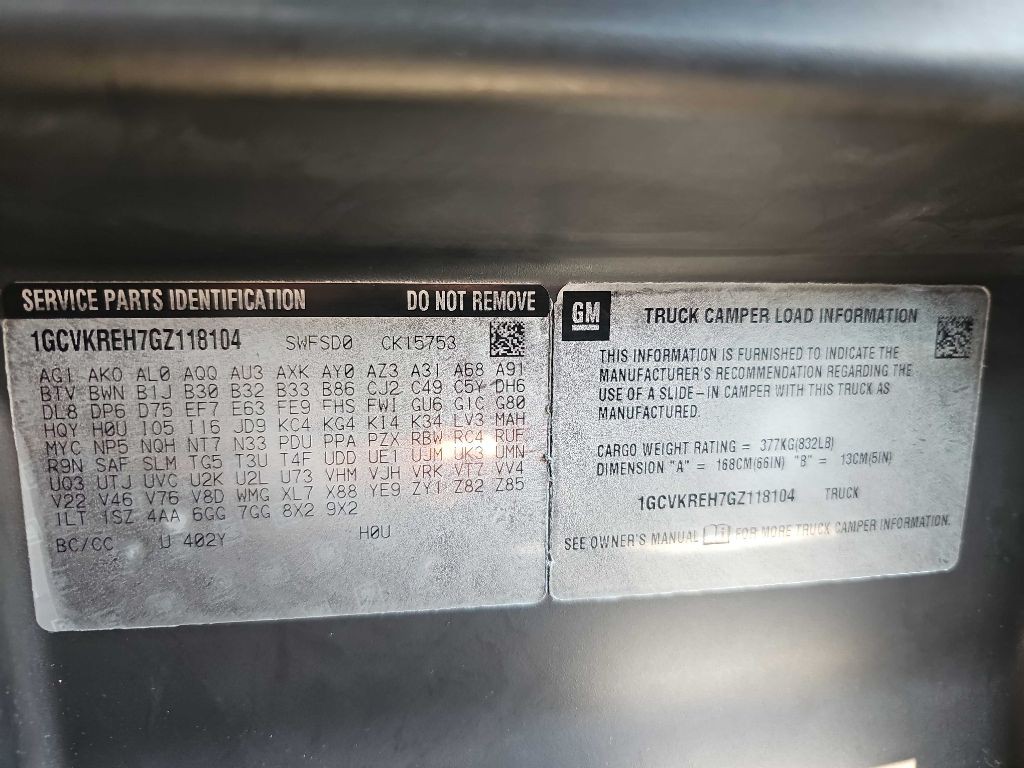 SERVICE PARTS IDENTIFICATION DO NOT REMOVE
1GCVKREH7GZ118104 SWFSD0 CK15753
AG1 AKO AL0 AQQ AU3 AXK AY0 AZ3 A31 A68 A91
BTV BWN B1J B30 B32 B33 B86 CJ2 C49 C5Y DH6
DL8 DP6 D75 EF7 E63 FE9 FHS FWI GU6 G1C G80
HQY H0U IO5 I16 JD9 KC4 KG4 K14 K34 LV3 MAH
MYC NP5 NQH NT7 N33 PDU PPA PZX RBW RC4 RUF
R9N SAF SLM TG5 T3U T4F UDD UE1 UJM UK3 UMN
UQ3 UTJ UVC U2K U2L U73 VHM VJH VRK VT7 VV4
V22 V46 V76 V8D WMG XL7 X88 YE9 ZY1 Z82 Z85
1LT 1SZ 4AA 6GG 7GG 8X2 9X2
BC/CC U 402Y H0U
GM TRUCK CAMPER LOAD INFORMATION
THIS INFORMATION IS FURNISHED TO INDICATE THE
MANUFACTURER'S RECOMMENDATION REGARDING THE
USE OF A SLIDE-IN CAMPER WITH THIS TRUCK AS
MANUFACTURED.
CARGO WEIGHT RATING = 377KG(832LB)
DIMENSION "A" = 168CM(66IN) "B" = 13CM(5IN)
1GCVKREH7GZ118104 TRUCK
SEE OWNER'S MANUAL FOR MORE TRUCK CAMPER INFORMATION.